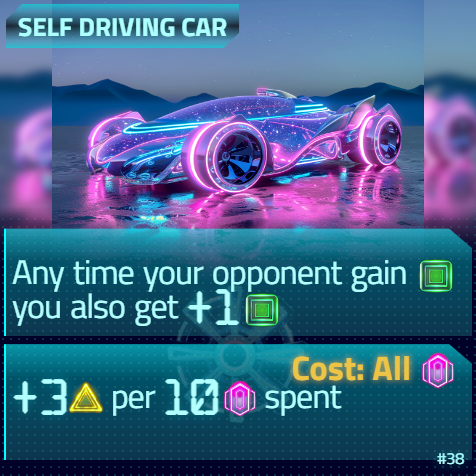 SELF DRIVING CAR
Any time your opponent gain
you also get +1
Cost: All
+3 per 10 spent
#38